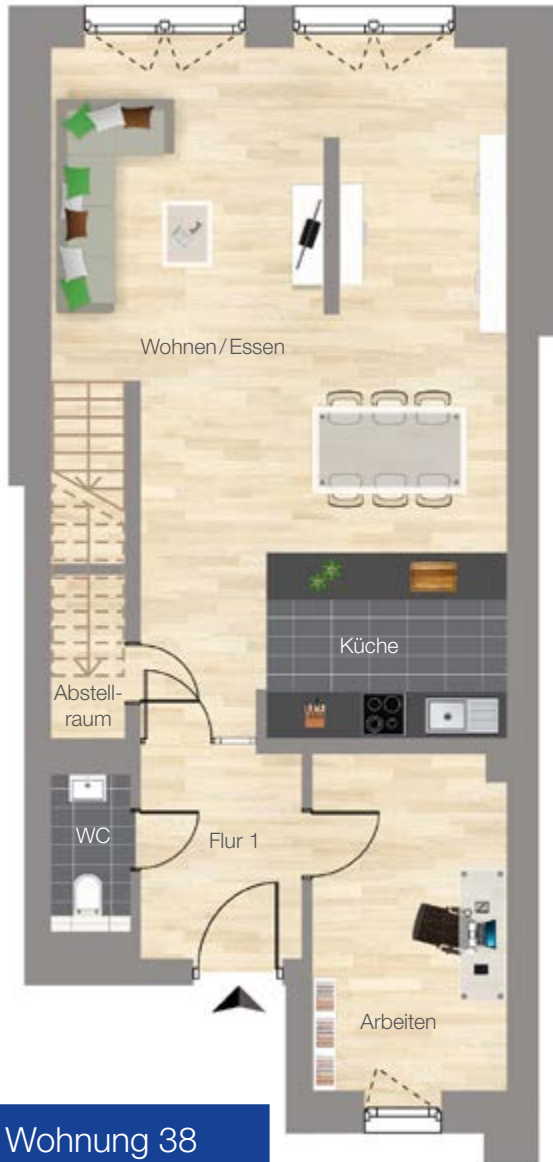 Wohnen/Essen
Küche
Abstell-
raum
WC
Flur 1
Arbeiten
Wohnung 38